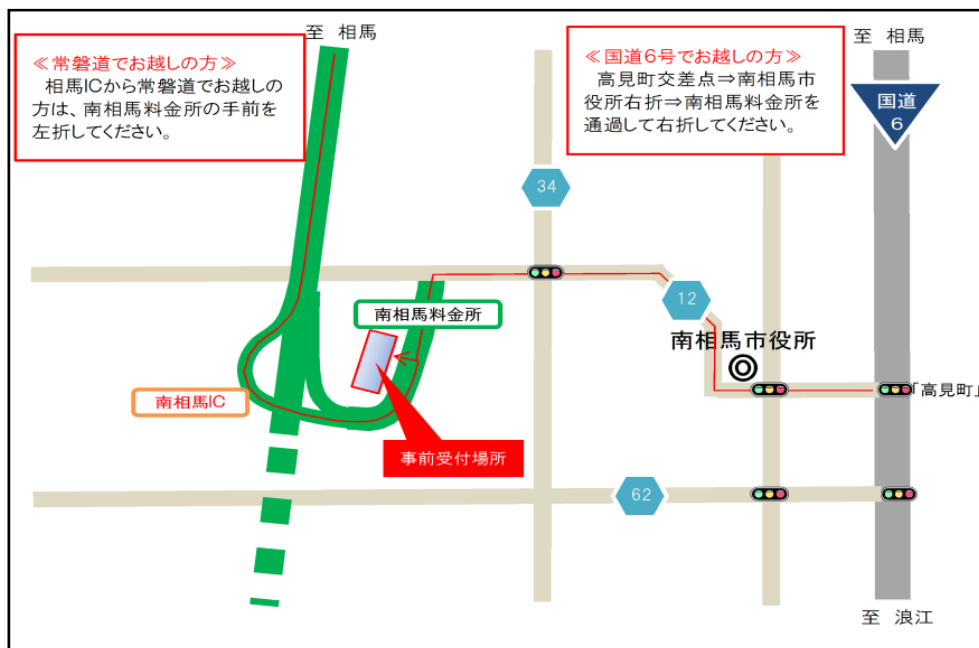 至 相馬
≪常磐道でお越しの方≫
相馬ICから常磐道でお越しの
方は、南相馬料金所の手前を
左折してください。
≪国道6号でお越しの方≫
高見町交差点⇒南相馬市
役所右折⇒南相馬料金所を
通過して右折してください。
至 相馬
国道
6
34
12
南相馬料金所
南相馬市役所
南相馬IC
「高見町」
事前受付場所
62
至 浪江